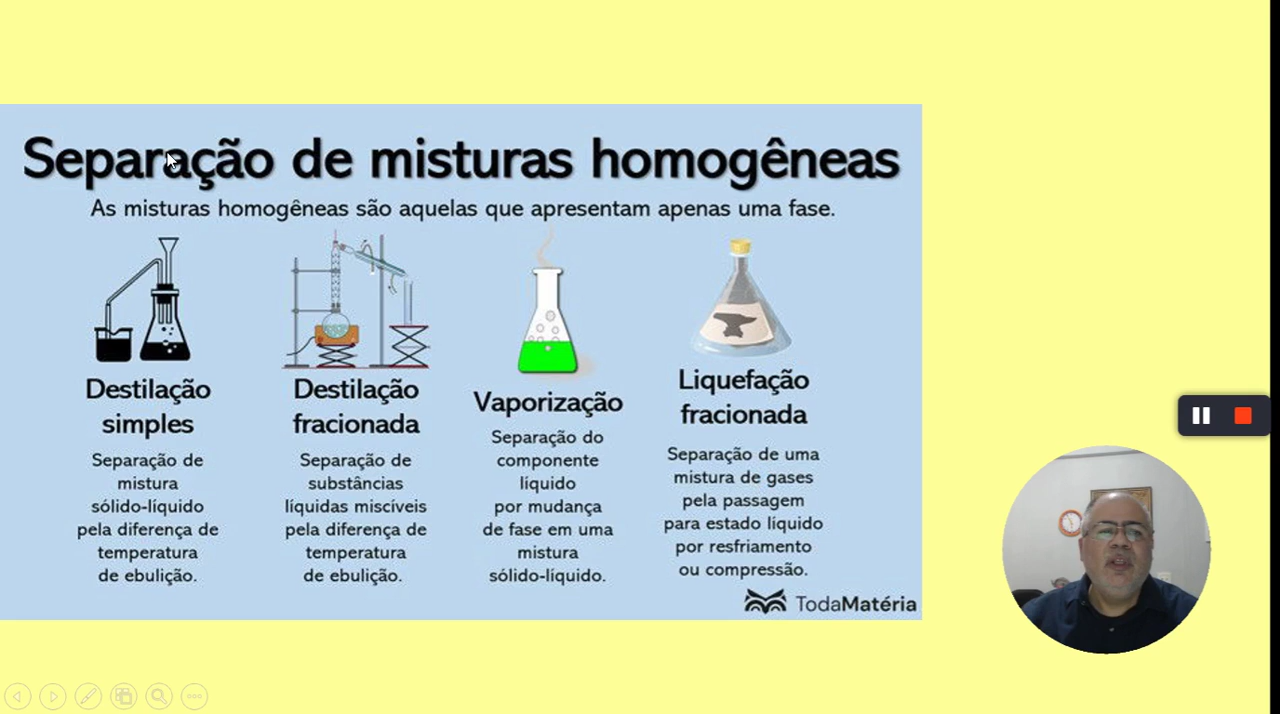 Separação de misturas homogêneas
As misturas homogêneas são aquelas que apresentam apenas uma fase.
Destilação
simples
Separação de
mistura
sólido-líquido
pela diferença de
temperatura
de ebulição.
Destilação
fracionada
Separação de
substâncias
líquidas miscíveis
pela diferença de
temperatura
de ebulição.
Vaporização
Separação do
componente
líquido
por mudança
de fase em uma
mistura
sólido-líquido.
Liquefação
fracionada
Separação de uma
mistura de gases
pela passagem
para estado líquido
por resfriamento
ou compressão.
TodaMatéria